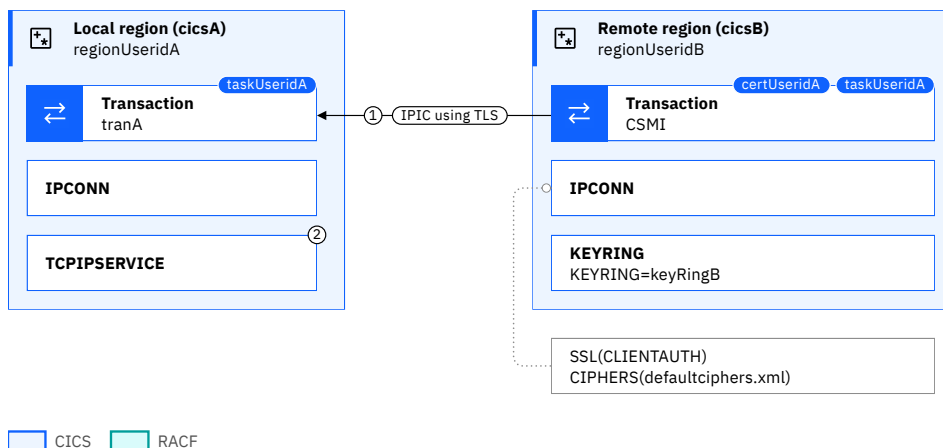 Local region (cicsA)
regionUseridA
taskUseridA
Transaction
tranA
IPCONN
2
TCPIPSERVICE
1
IPIC using TLS
Remote region (cicsB)
regionUseridB
certUseridA
taskUseridA
Transaction
CSMI
IPCONN
KEYRING
KEYRING=keyRingB
SSL(CLIENTAUTH)
CIPHERS(defaultciphers.xml)
CICS
RACF